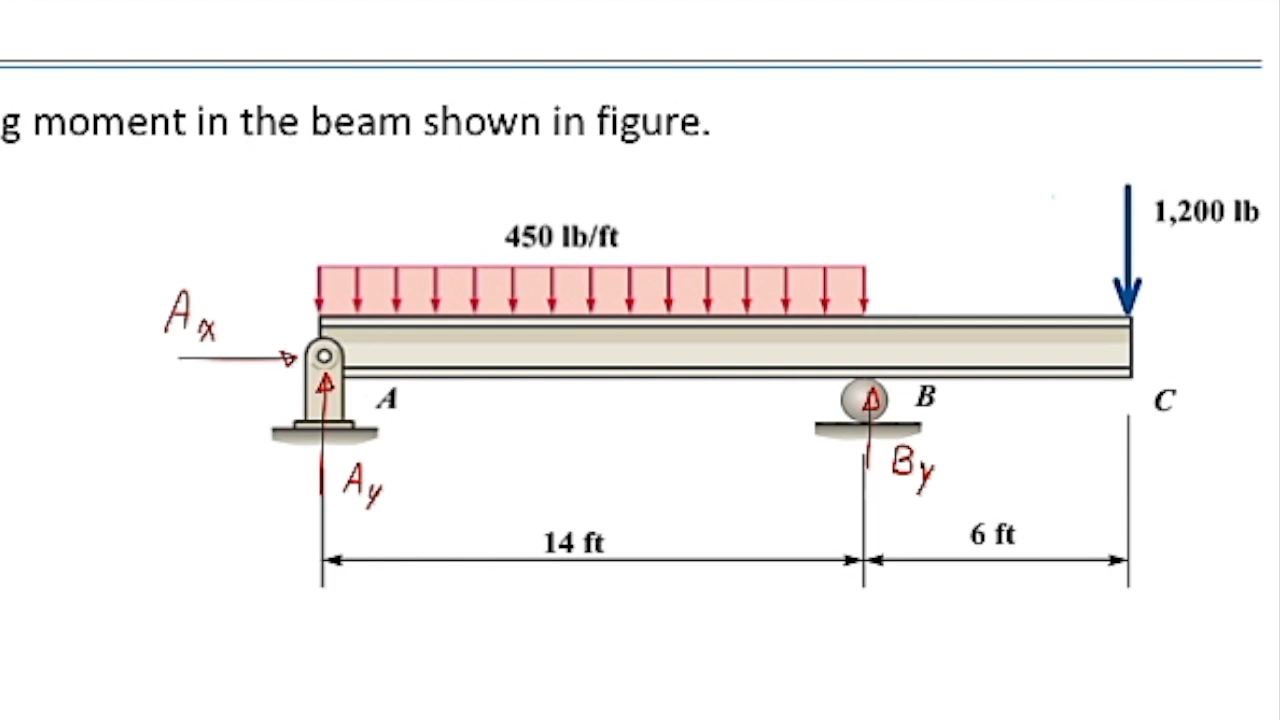 g moment in the beam shown in figure.
1,200 lb
450 lb/ft
Ax
A
B
C
Ay
By
14 ft
6 ft